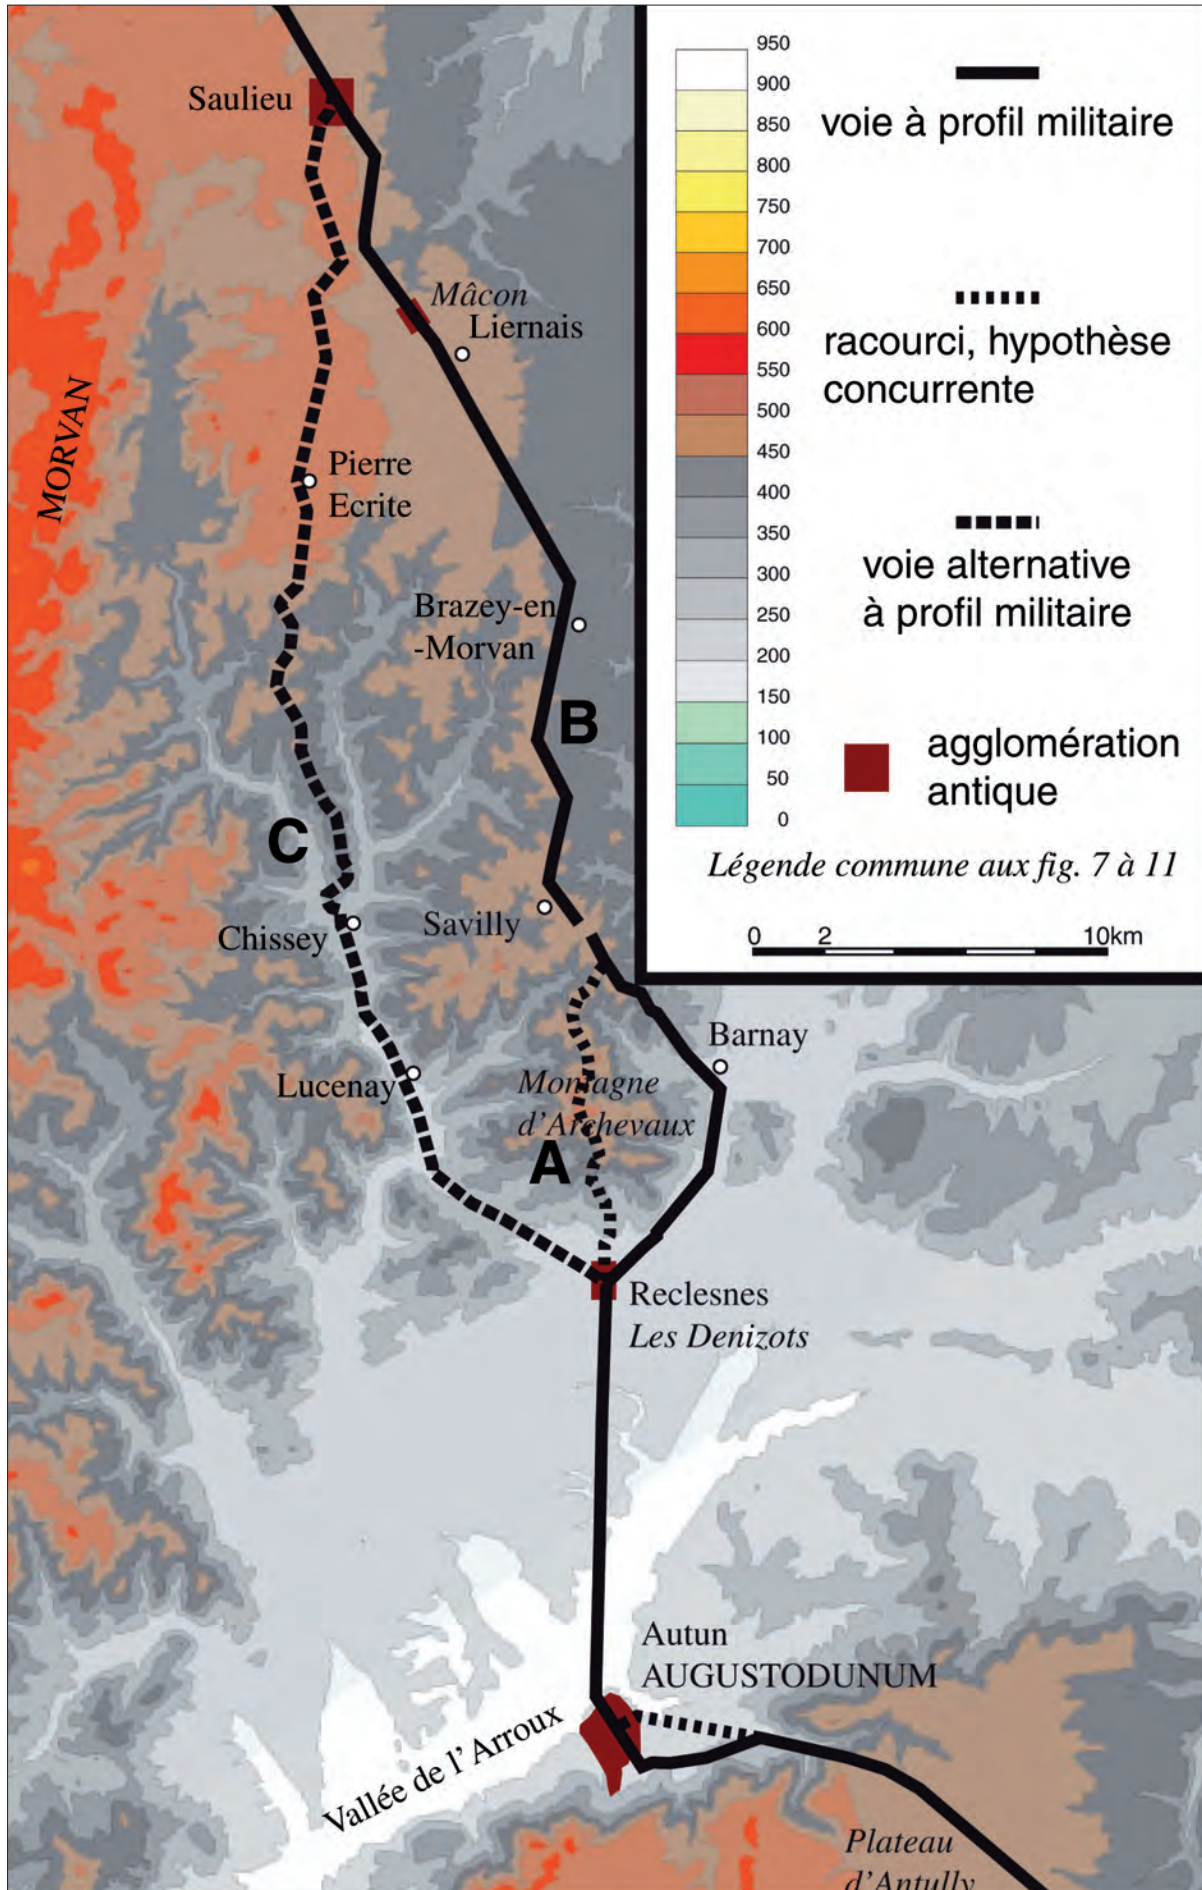 Saulieu
Mâcon
Liernais
MORVAN
Pierre
Ecrite
Brazey-en
-Morvan
B
C
Savilly
Chissey
Barnay
Lucenay
Montagne
d'Archevaux
A
Reclesnes
Les Denizots
Autun
AUGUSTODUNUM
Vallée de l' Arroux
Plateau
d'Antully
950
900
850
800
750
700
650
600
550
500
450
400
350
300
250
200
150
100
50
0
voie à profil militaire
racourci, hypothèse
concurrente
voie alternative
à profil militaire
agglomération
antique
Légende commune aux fig. 7 à 11
0 2 10km